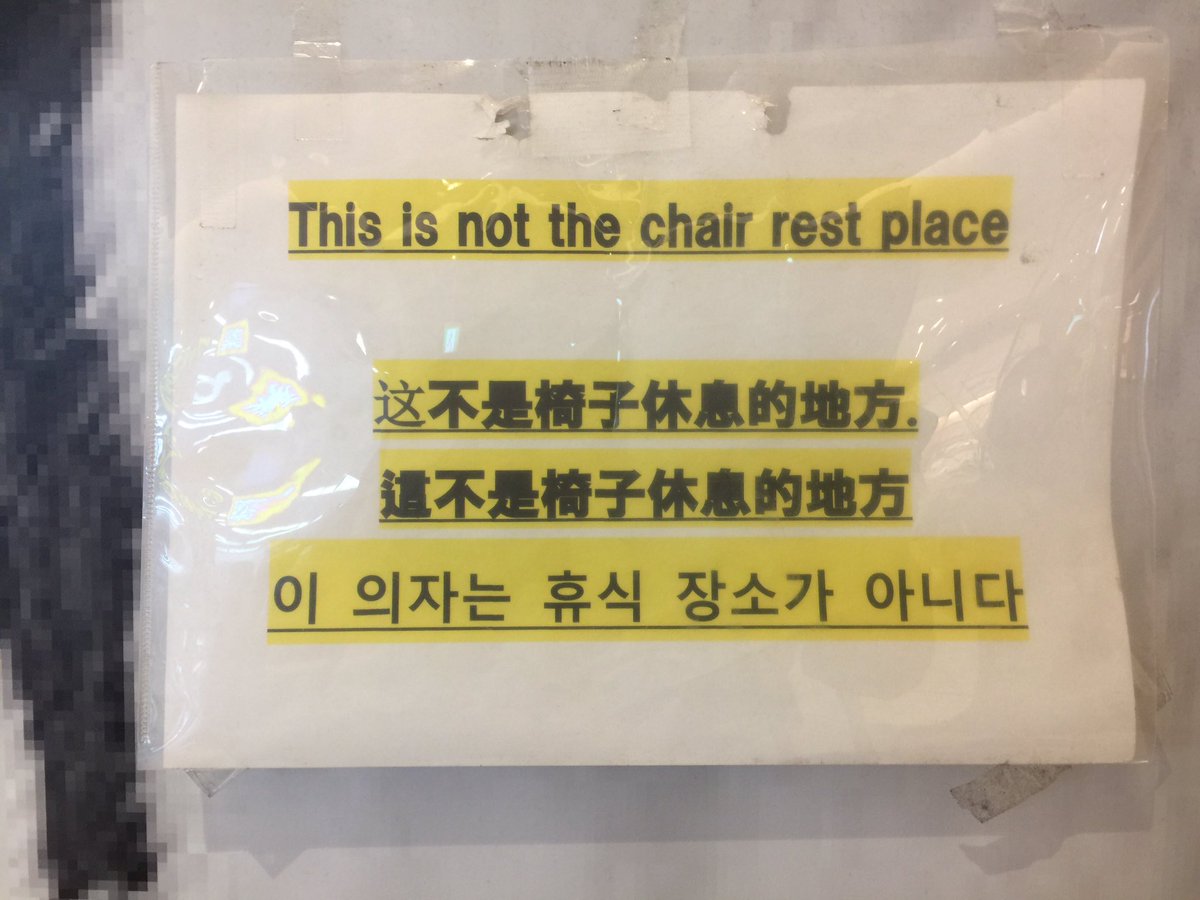 This is not the chair rest place
这不是椅子休息的地方.
這不是椅子休息的地方
이 의자는 휴식 장소가 아니다